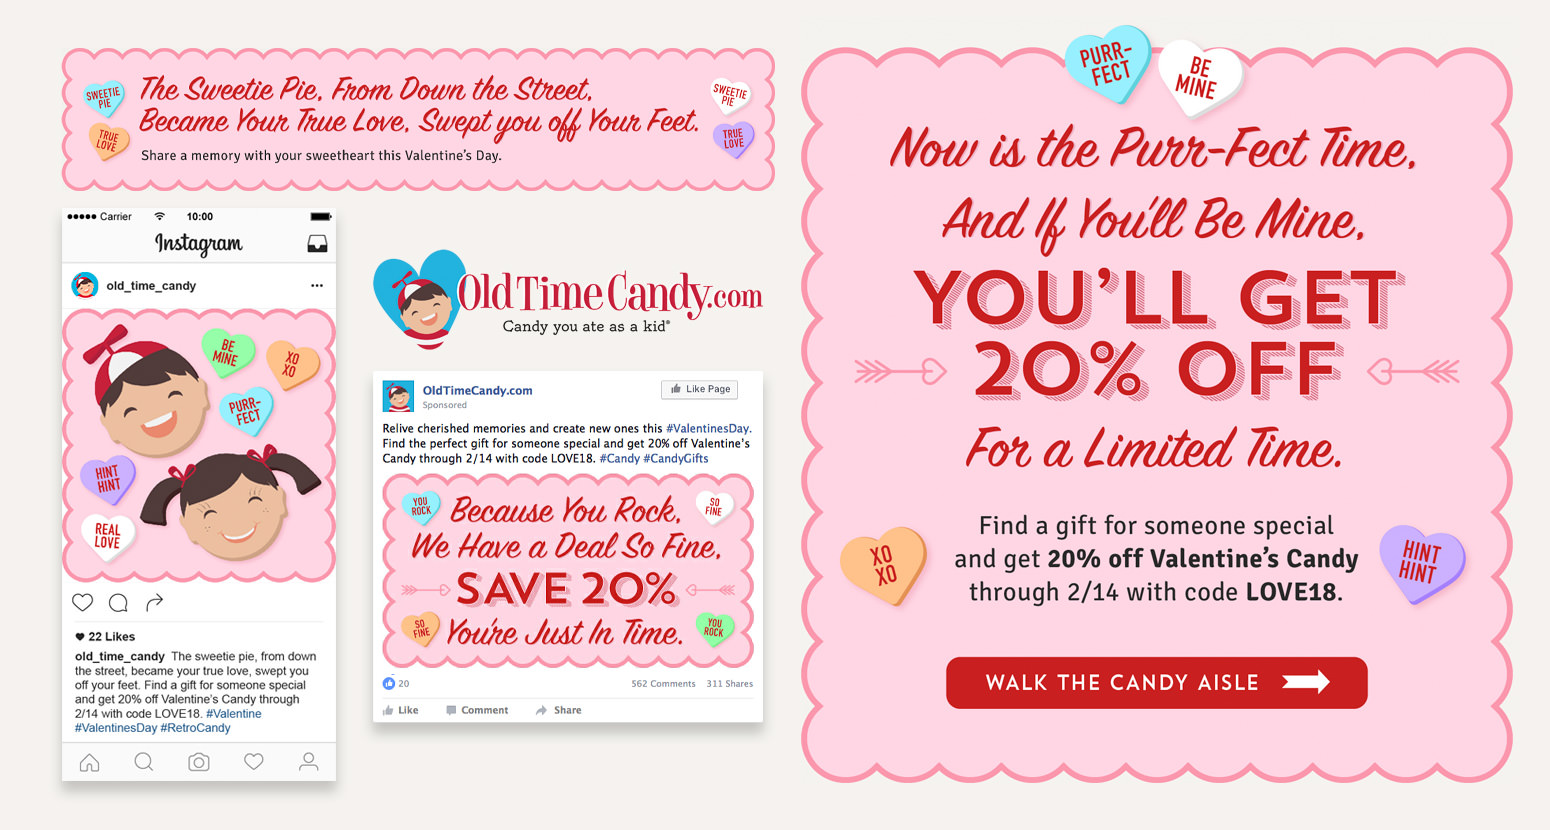 SWEETIE
PIE
TRUE
LOVE
The Sweetie Pie, From Down the Street,
Became Your True Love, Swept you off Your Feet.
Share a memory with your sweetheart this Valentine's Day.
SWEETIE
PIE
TRUE
LOVE
Carrier
10:00
Instagram
old_time_candy
BE
MINE
XO
XO
PURR-
FECT
HINT
HINT
REAL
LOVE
22 Likes
old_time_candy The sweetie pie, from down
the street, became your true love, swept you
off your feet. Find a gift for someone special
and get 20% off Valentine's Candy through
2/14 with code LOVE18. #Valentine
#ValentinesDay #RetroCandy
OldTimeCandy.com
Candy you ate as a kid®
OldTimeCandy.com
Sponsored
Like Page
Relive cherished memories and create new ones this #ValentinesDay.
Find the perfect gift for someone special and get 20% off Valentine's
Candy through 2/14 with code LOVE18. #Candy #CandyGifts
YOU
ROCK
SO
FINE
Because You Rock,
We Have a Deal So Fine,
SAVE 20%
You're Just In Time.
SO
FINE
YOU
ROCK
20
562 Comments 311 Shares
Like Comment Share
PURR-
FECT
BE
MINE
Now is the Purr-Fect Time,
And If You'll Be Mine,
YOU'LL GET
20% OFF
For a Limited Time.
XO
XO
HINT
HINT
Find a gift for someone special
and get 20% off Valentine's Candy
through 2/14 with code LOVE18.
WALK THE CANDY AISLE